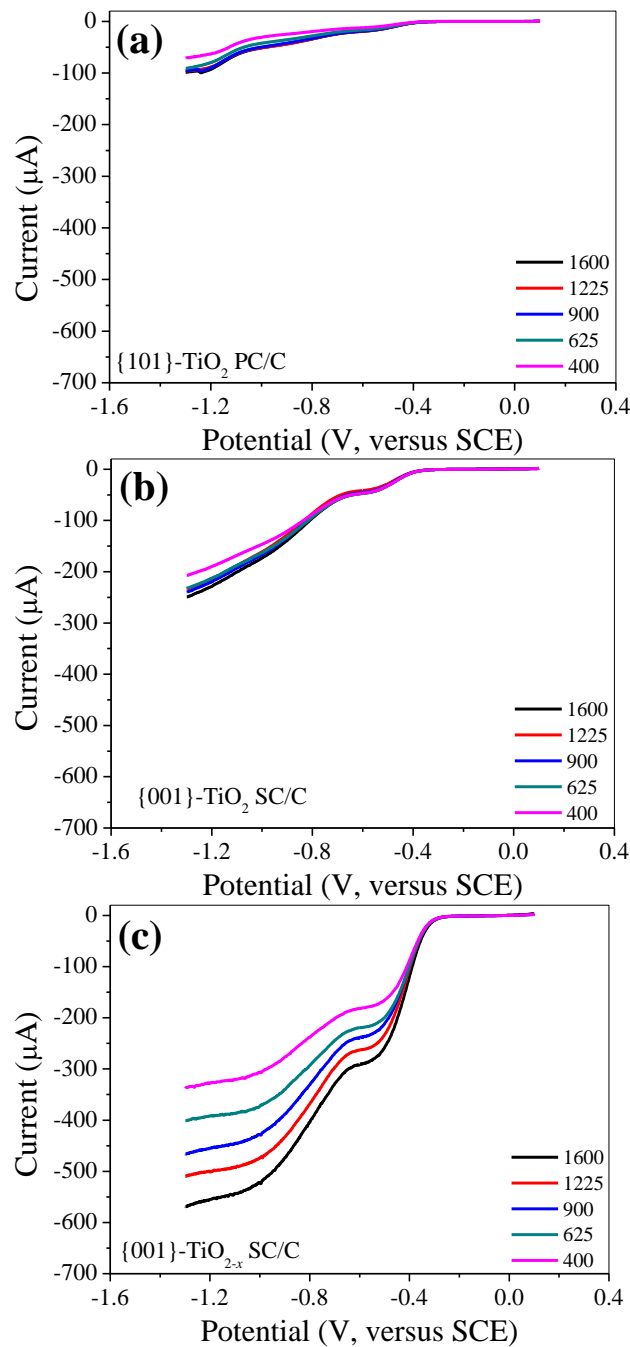 (a)
0
-100
-200
-300
-400
-500
-600
-700
Current (μA)
1600
1225
900
625
400
{101}-TiO2 PC/C
-1.6 -1.2 -0.8 -0.4 0.0 0.4
Potential (V, versus SCE)
(b)
0
-100
-200
-300
-400
-500
-600
-700
Current (μA)
1600
1225
900
625
400
{001}-TiO2 SC/C
-1.6 -1.2 -0.8 -0.4 0.0 0.4
Potential (V, versus SCE)
(c)
0
-100
-200
-300
-400
-500
-600
-700
Current (μA)
1600
1225
900
625
400
{001}-TiO2-x SC/C
-1.6 -1.2 -0.8 -0.4 0.0 0.4
Potential (V, versus SCE)